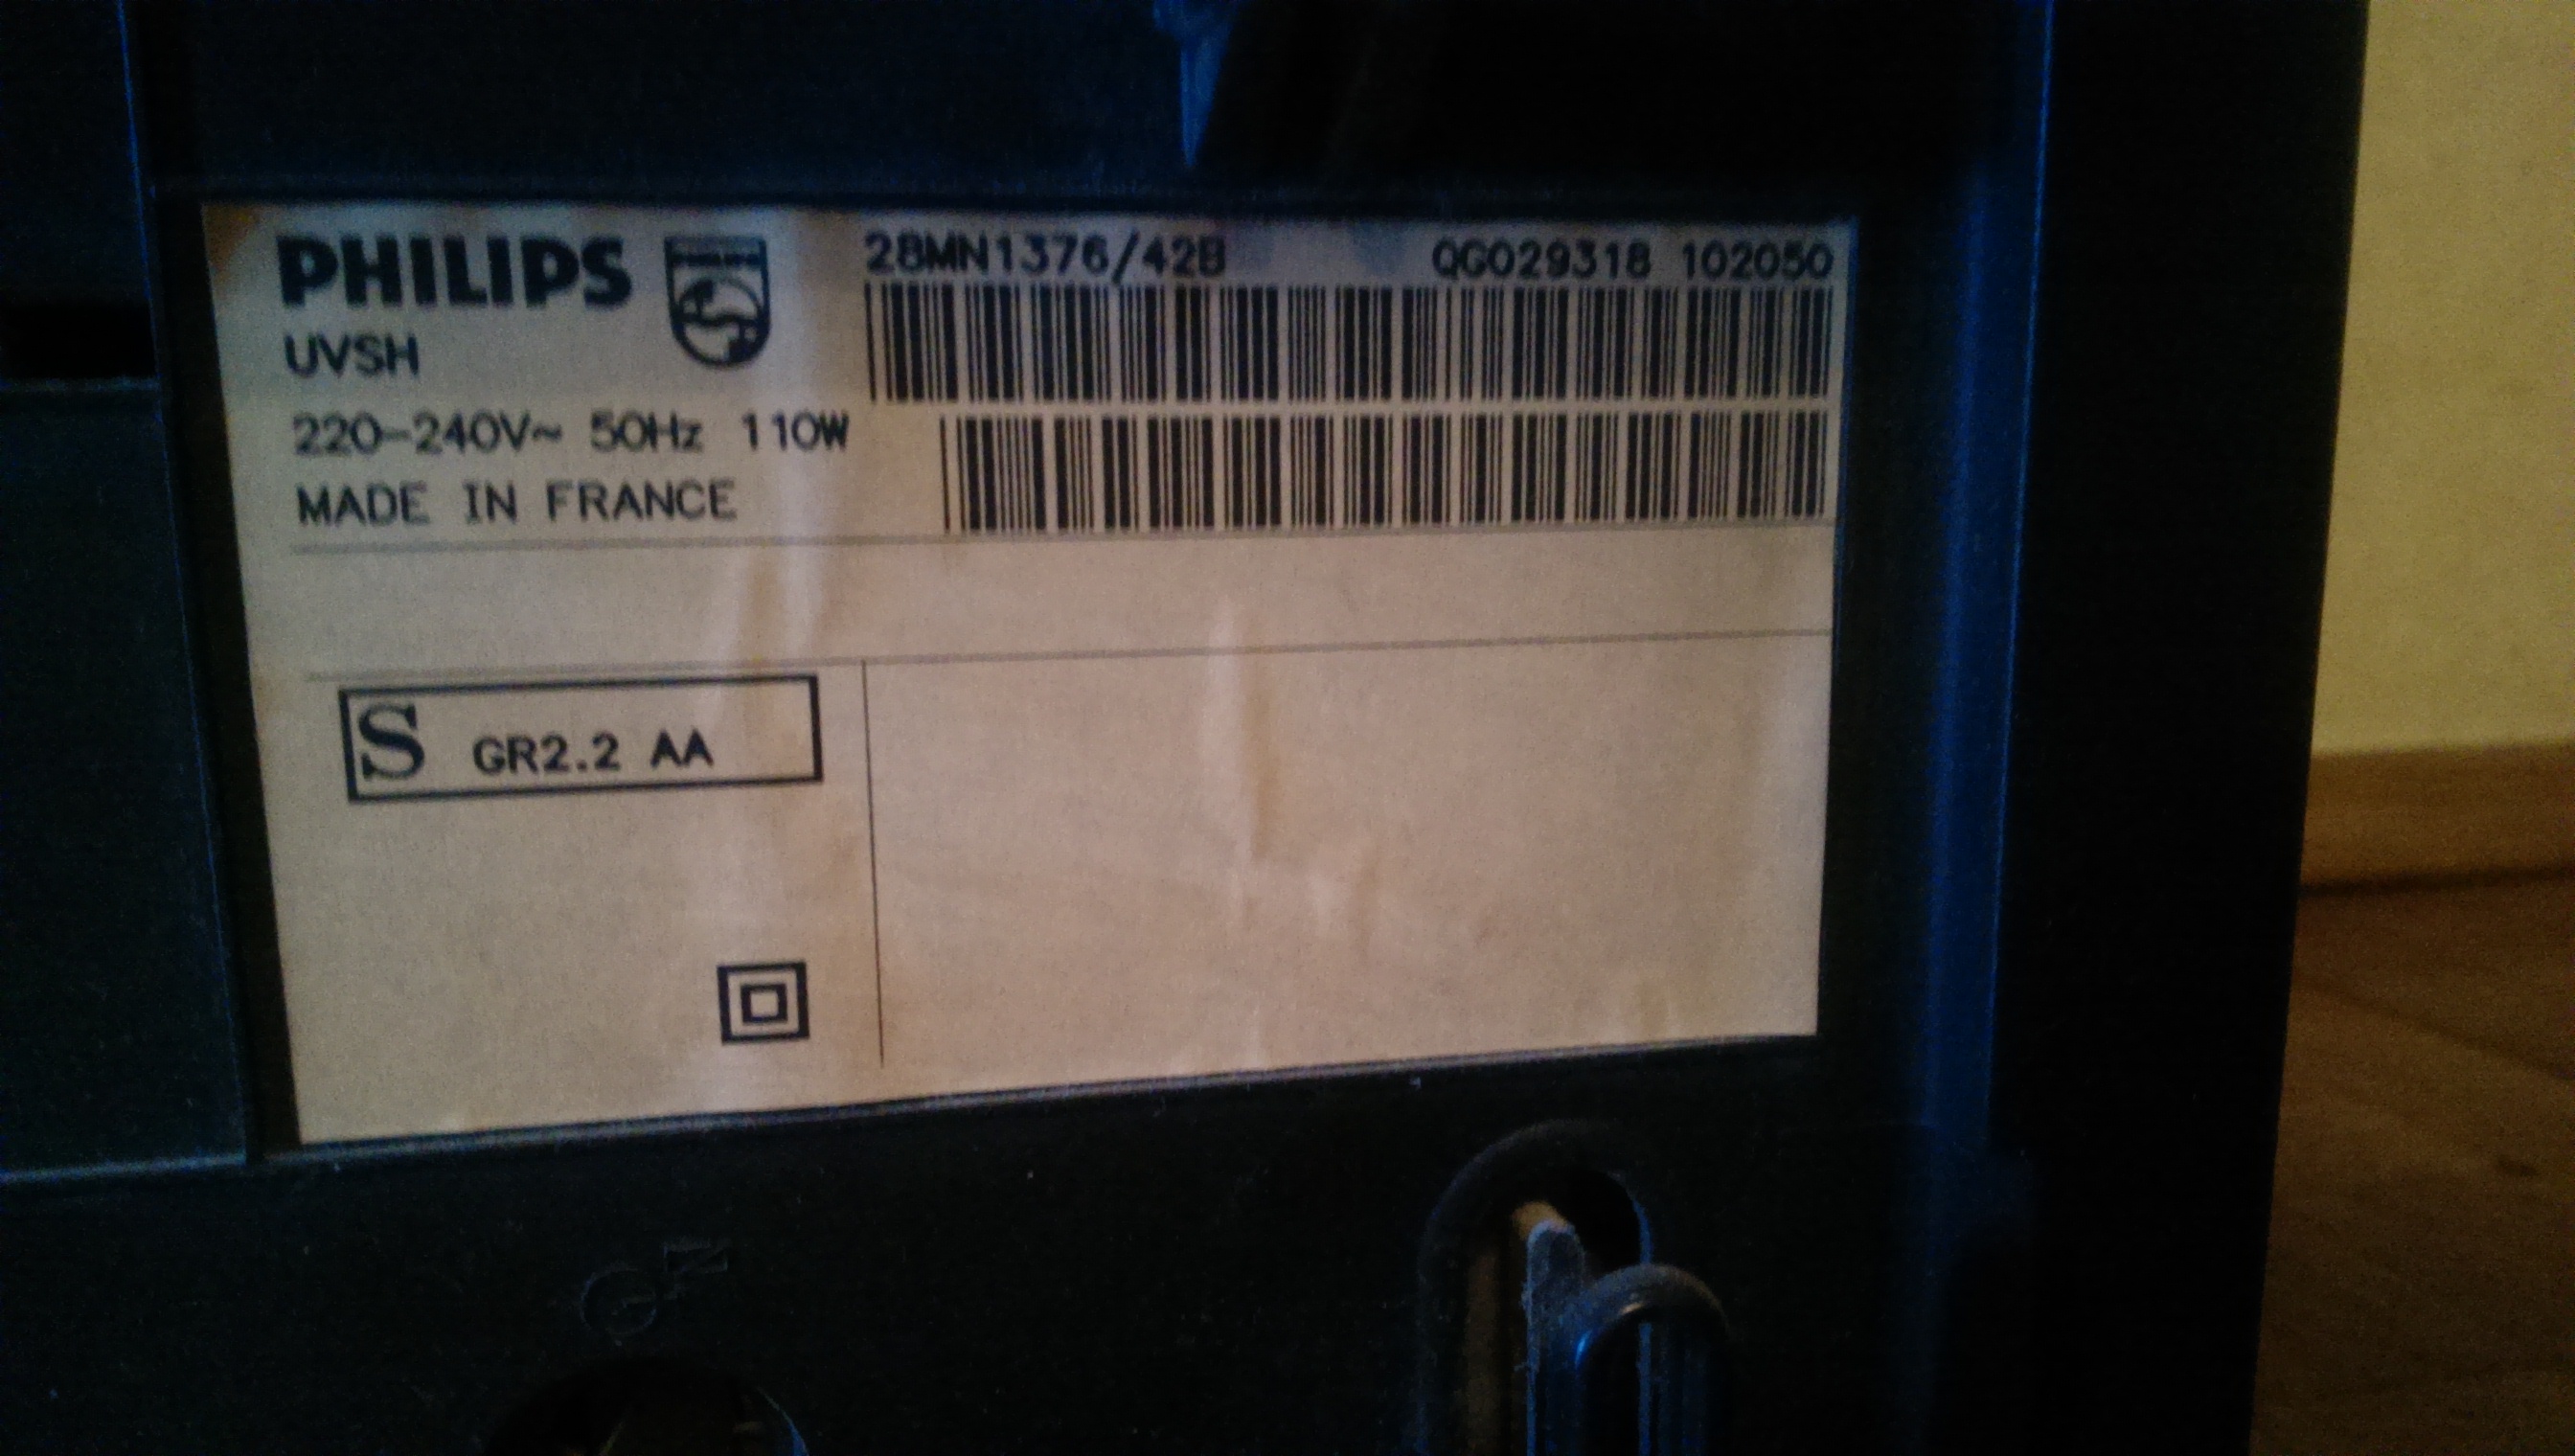 PHILIPS
UVSH
220-240V~ 50Hz 110W
MADE IN FRANCE
28MN1376/42B QG029318 102050
S GR2.2 AA